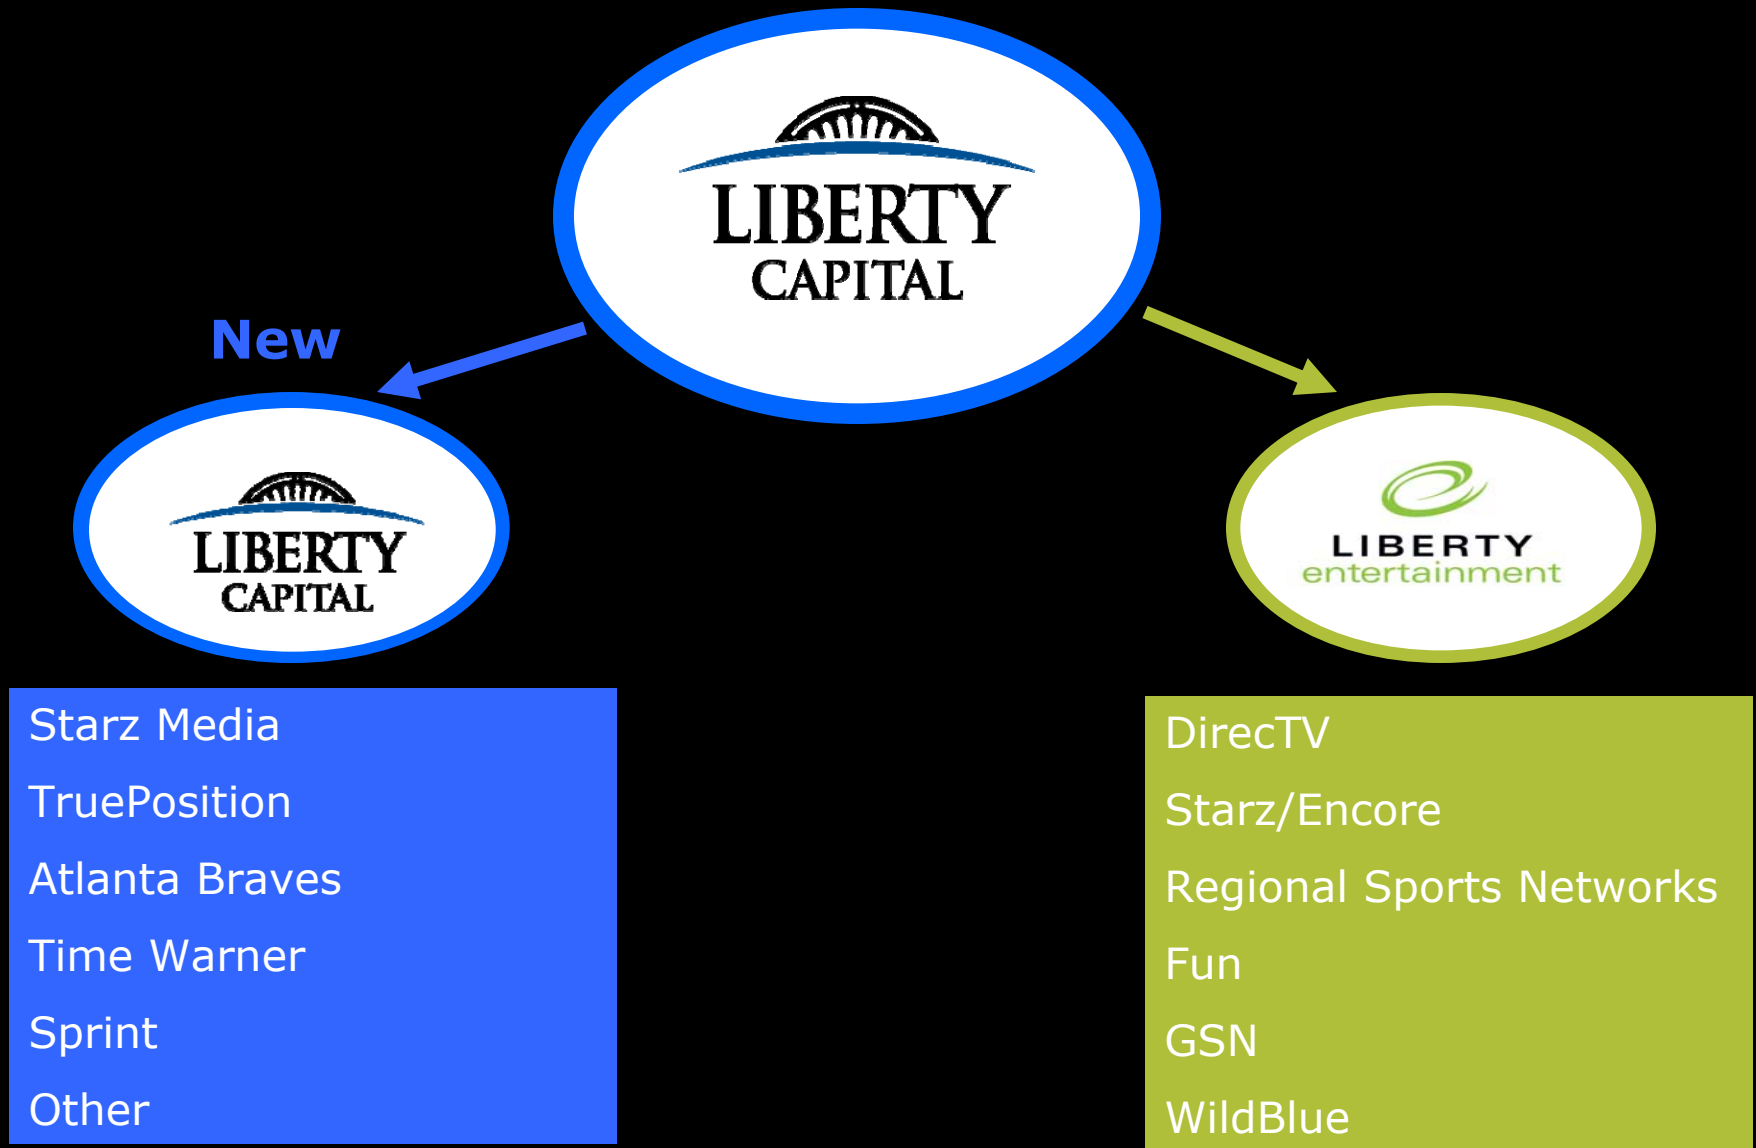 LIBERTY
CAPITAL
New
LIBERTY
CAPITAL
LIBERTY
entertainment
Starz Media
TruePosition
Atlanta Braves
Time Warner
Sprint
Other
DirecTV
Starz/Encore
Regional Sports Networks
Fun
GSN
WildBlue